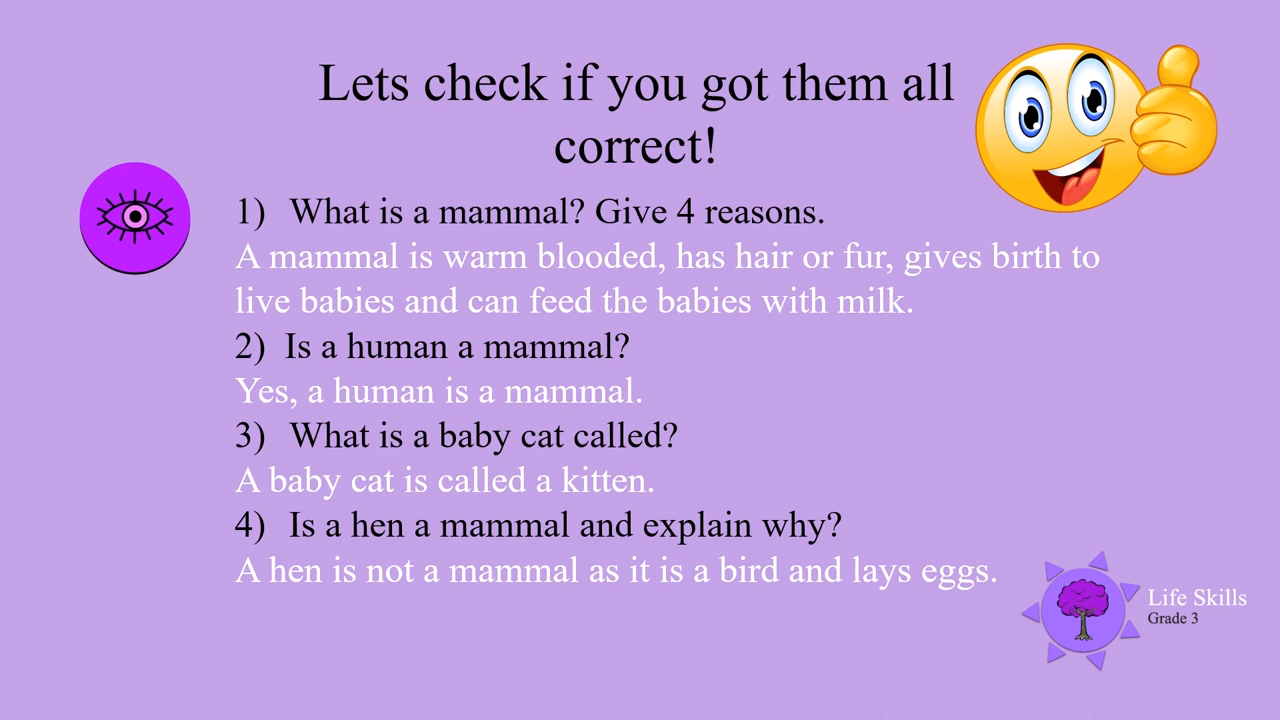 Lets check if you got them all
correct!
1) What is a mammal? Give 4 reasons.
A mammal is warm blooded, has hair or fur, gives birth to
live babies and can feed the babies with milk.
2) Is a human a mammal?
Yes, a human is a mammal.
3) What is a baby cat called?
A baby cat is called a kitten.
4) Is a hen a mammal and explain why?
A hen is not a mammal as it is a bird and lays eggs.
Life Skills
Grade 3